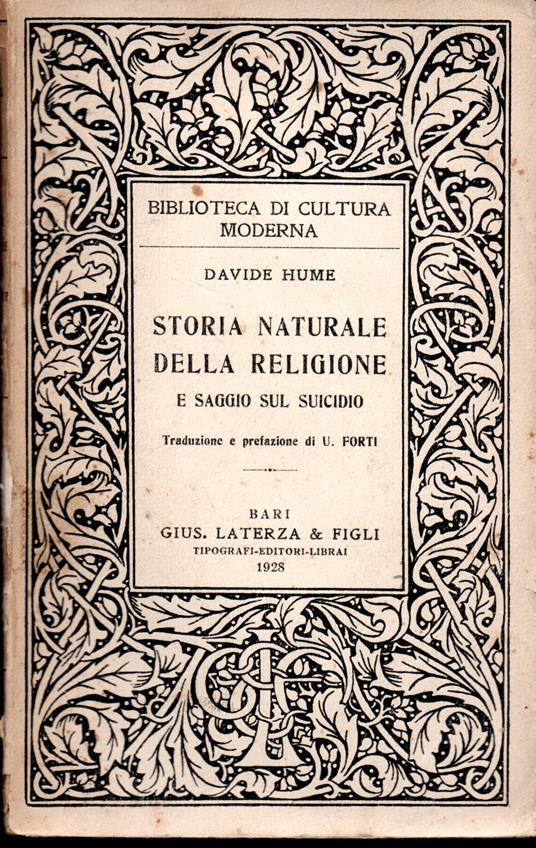 BIBLIOTECA DI CULTURA
MODERNA
DAVIDE HUME
STORIA NATURALE
DELLA RELIGIONE
E SAGGIO SUL SUICIDIO
Traduzione e prefazione di U. FORTI
BARI
GIUS. LATERZA & FIGLI
TIPOGRAFI-EDITORI-LIBRAI
1928